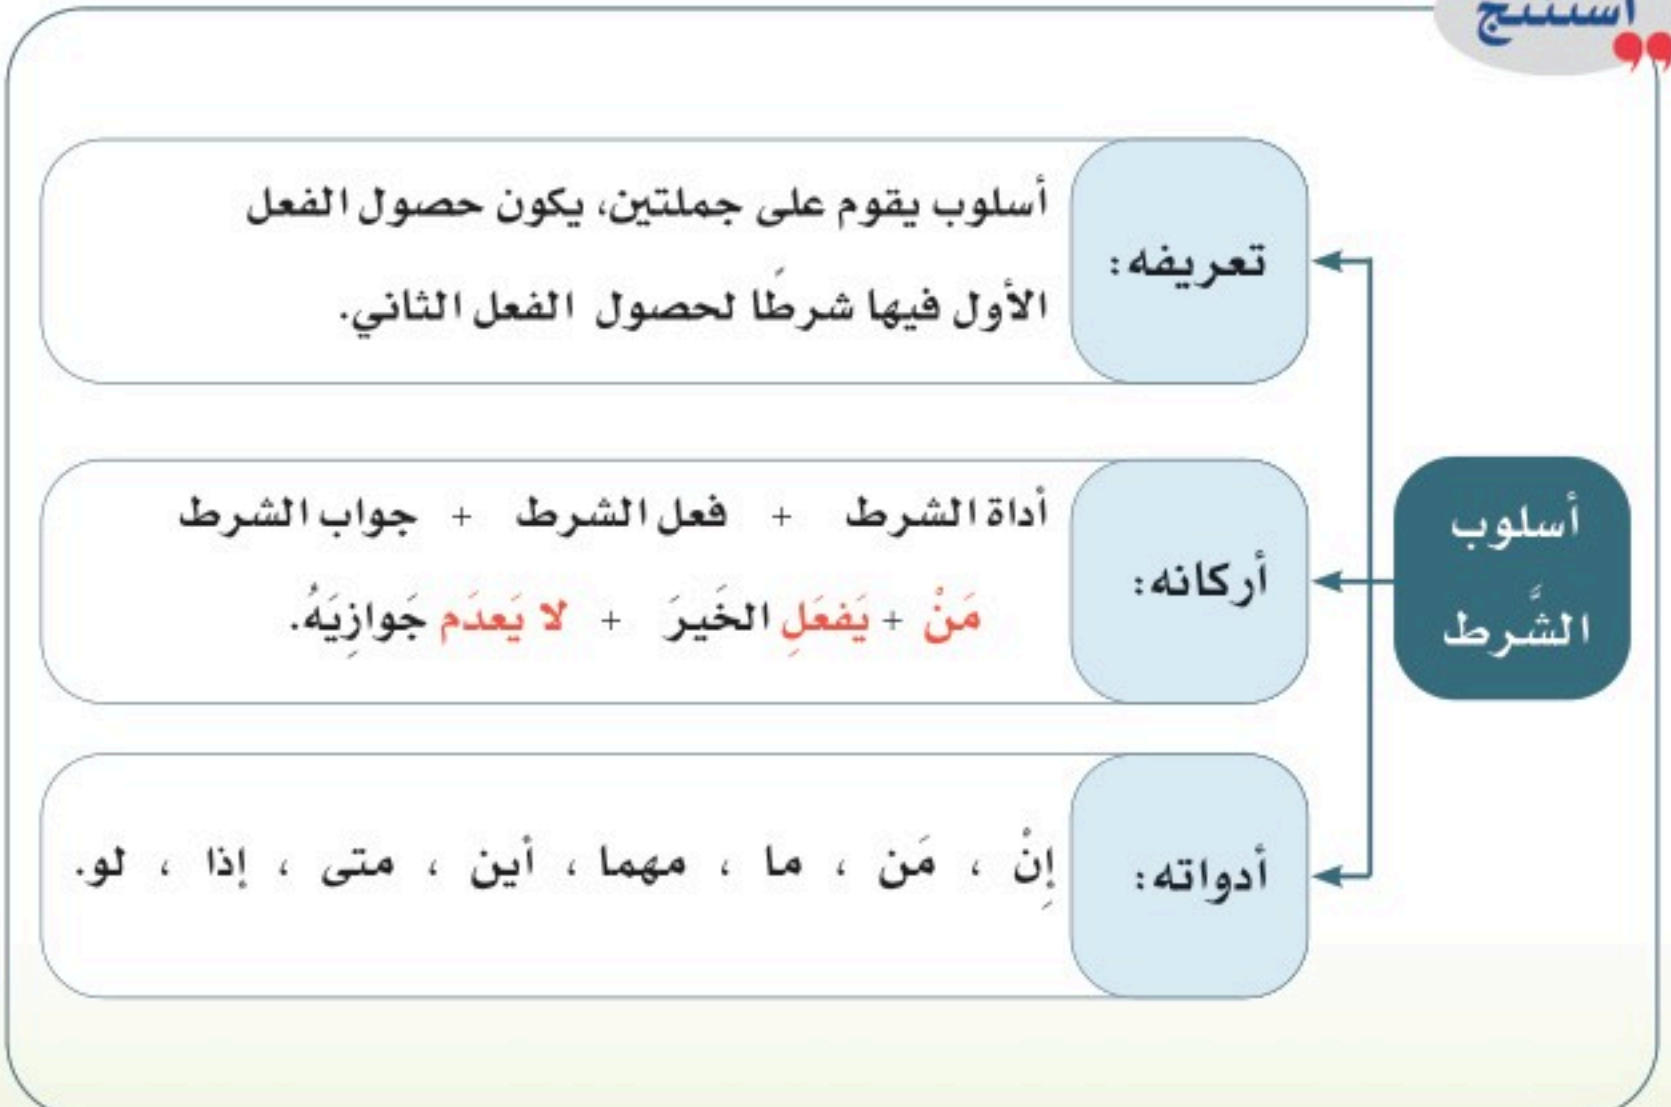 أستنتج
أسلوب
الشَّرط
تعريفه:
أسلوب يقوم على جملتين، يكون حصول الفعل
الأول فيها شرطًا لحصول الفعل الثاني.
أركانه:
أداة الشرط + فعل الشرط + جواب الشرط
مَنْ + يَفعَلِ الخَيرَ + لا يَعدَم جَوازِيَهُ.
أدواته:
إِنْ ، مَن ، ما ، مهما ، أين ، متى ، إذا ، لو.